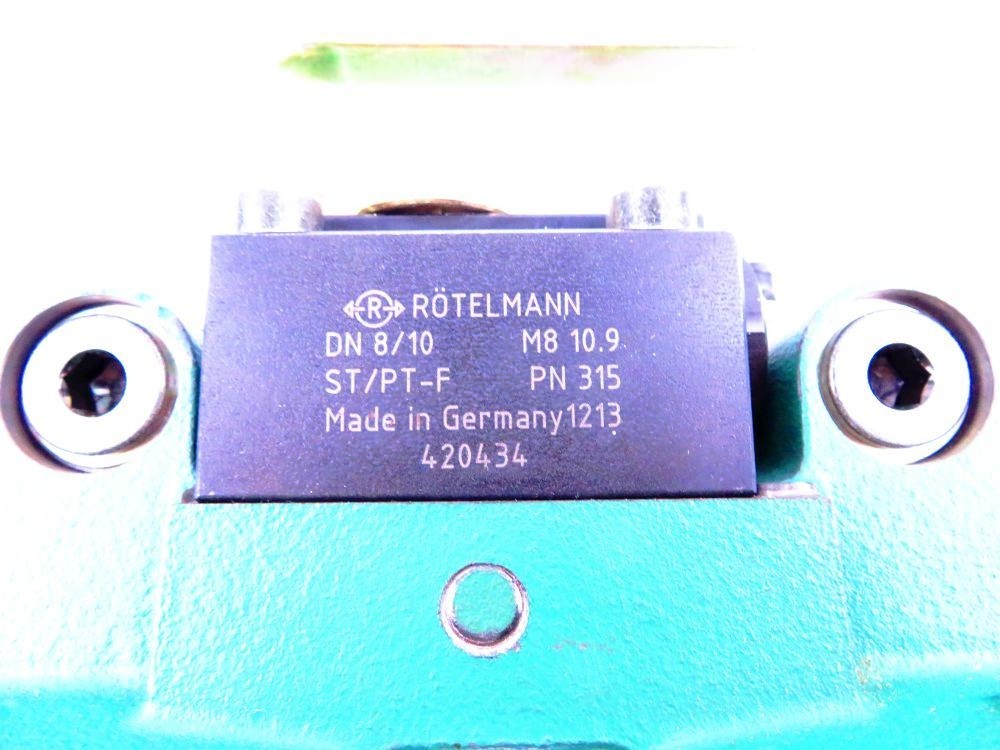 R RÖTELMANN
DN 8/10 M8 10.9
ST/PT-F PN 315
Made in Germany 1213
420434